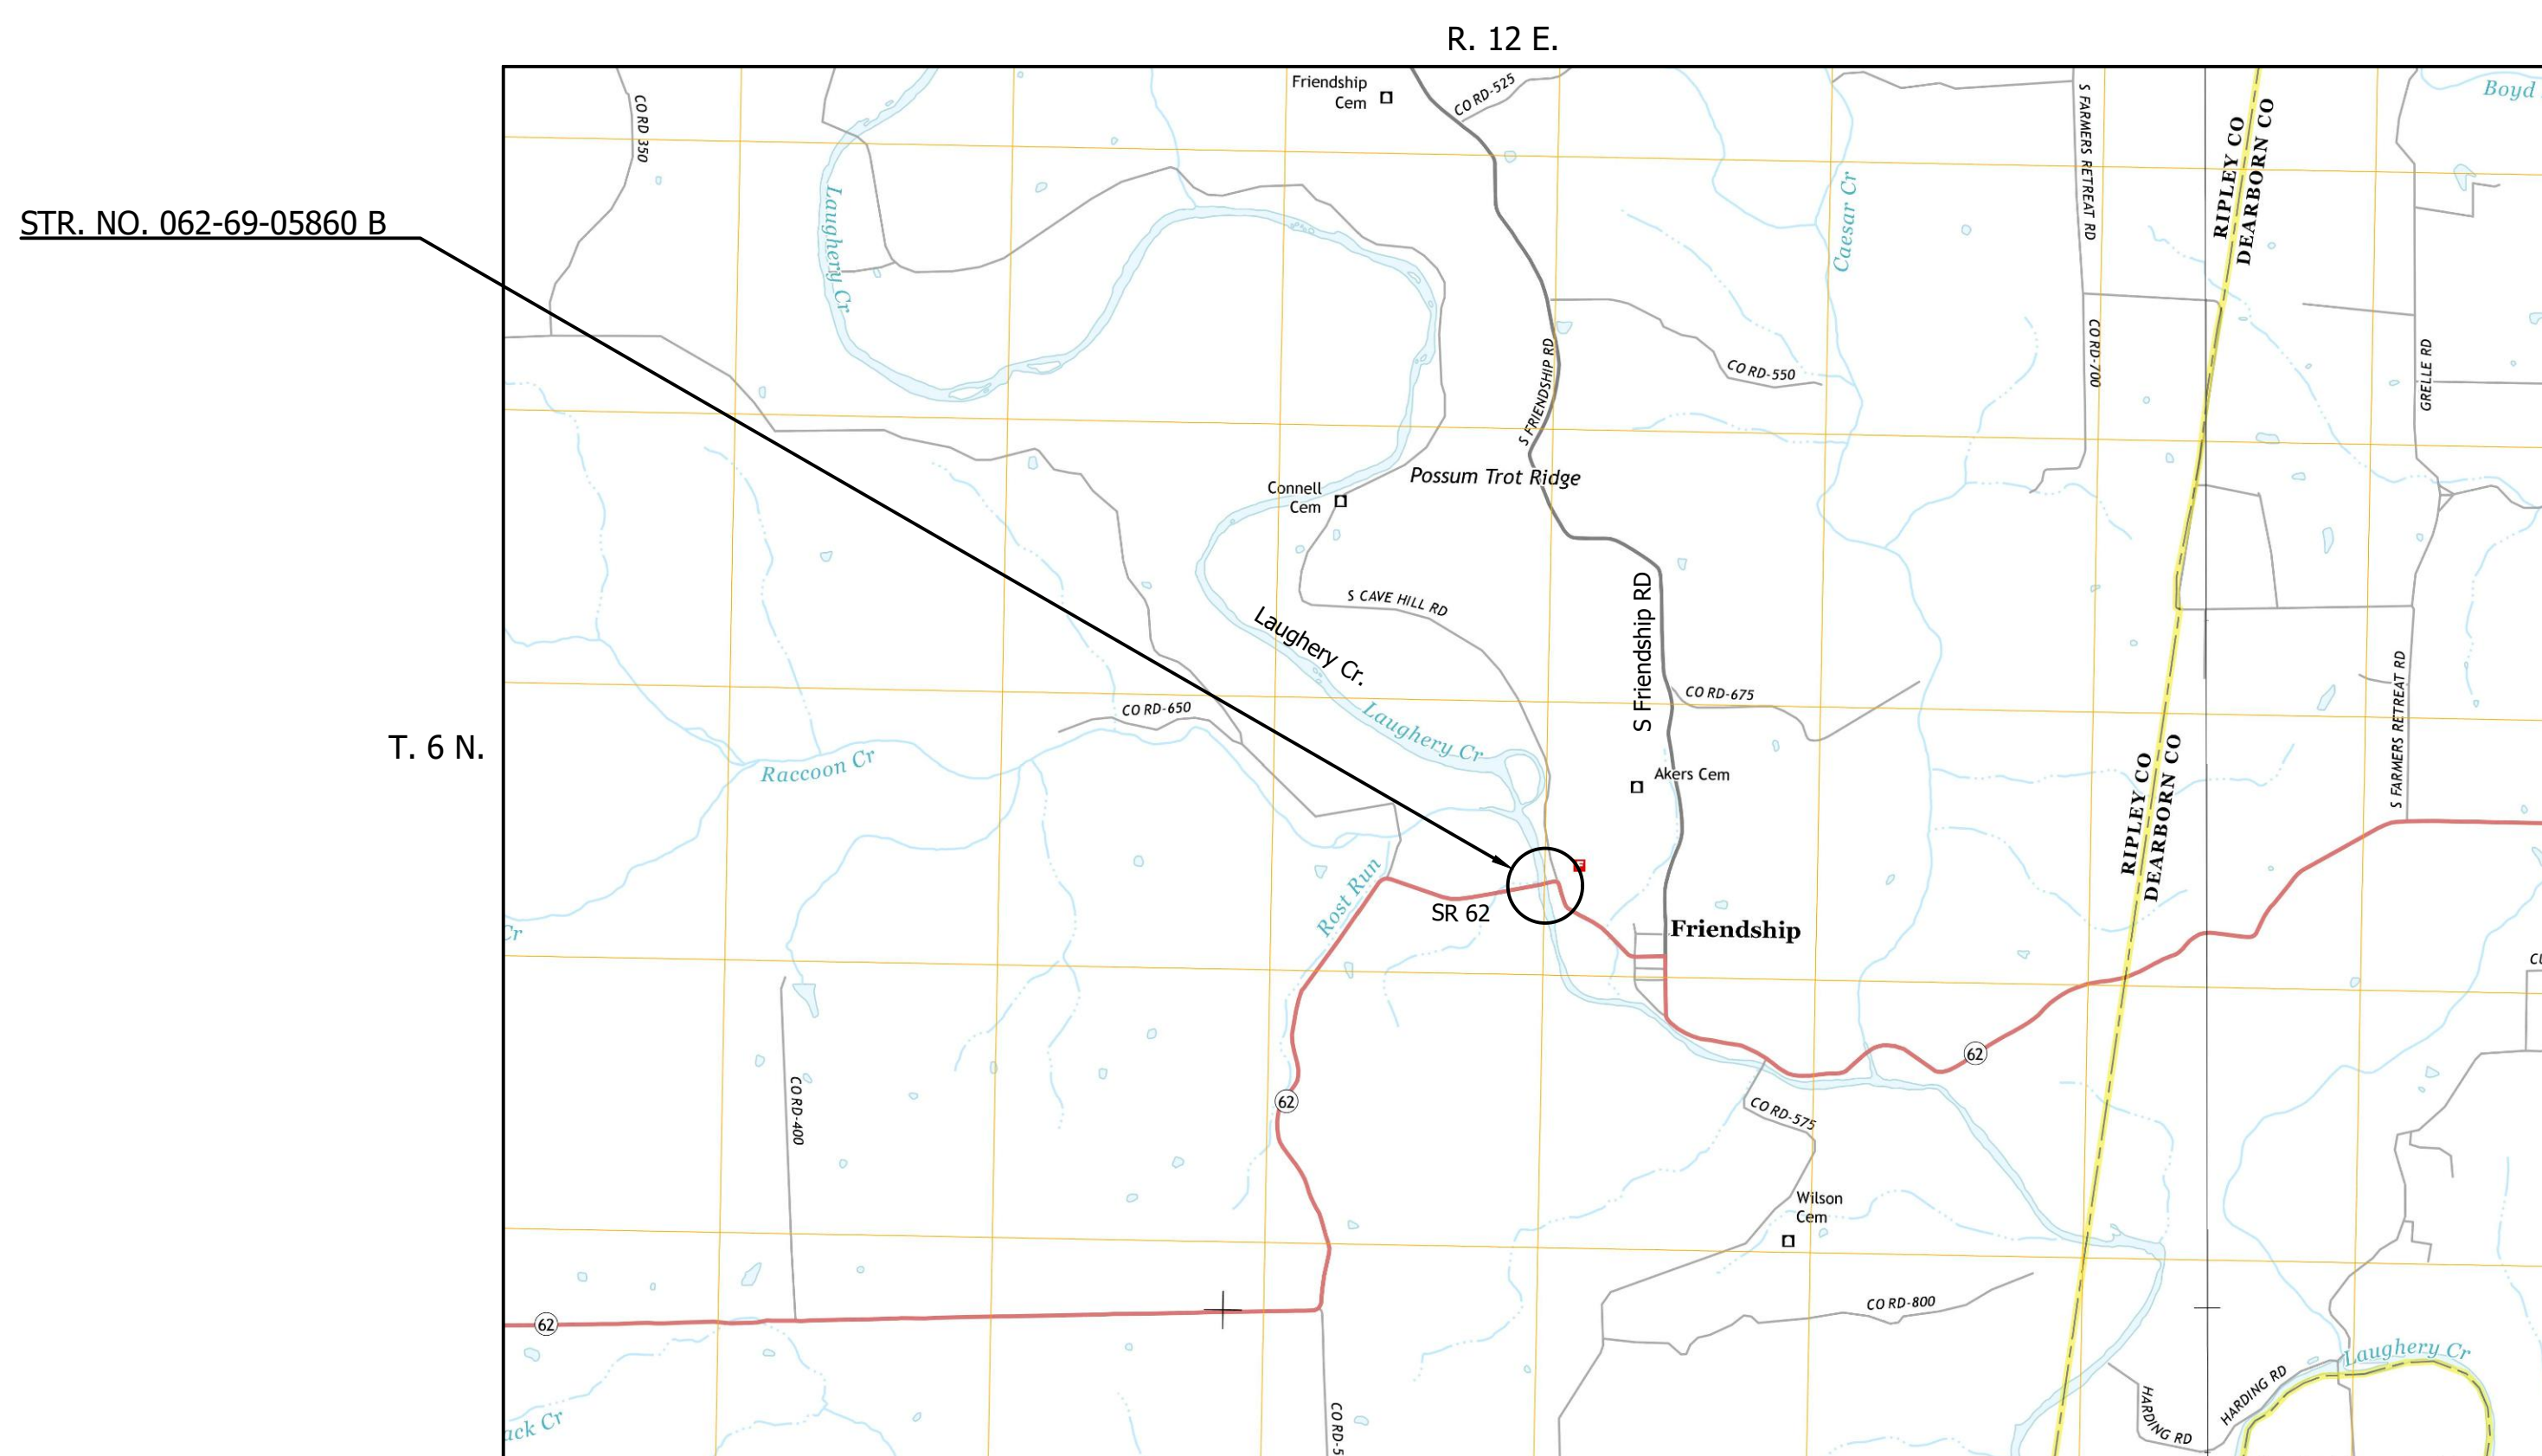 R. 12 E.
Friendship
Cem
CO RD-525
CO RD 350
S FARMERS RETREAT RD
RIPLEY CO
DEARBORN CO
Boyd
STR. NO. 062-69-05860 B
Laughery Cr
Caesar Cr
S FRIENDSHIP RD
CO RD-550
CO RD-700
GRELLE RD
Possum Trot Ridge
Connell
Cem
S CAVE HILL RD
S Friendship RD
Laughery Cr.
CO RD-675
CO RD-650
Laughery Cr
S FARMERS RETREAT RD
T. 6 N.
Raccoon Cr
Akers Cem
RIPLEY CO
DEARBORN CO
Rost Run
SR 62
Friendship
Cr
62
62
CO RD-400
CO RD-575
Wilson
Cem
CO RD-800
62
Laughery Cr
HARDING RD
HARDING RD
CO RD-5
ack Cr